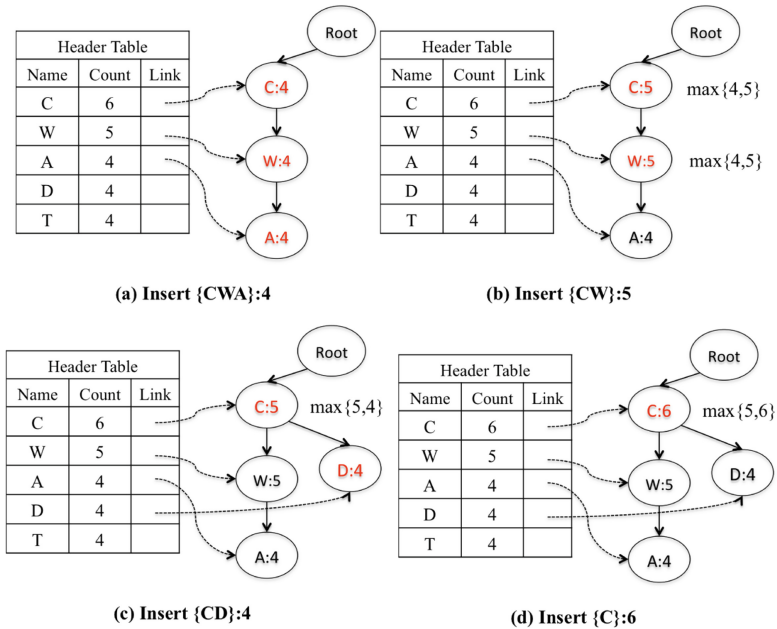 Root
Header Table
Name Count Link
C 6
W 5
A 4
D 4
T 4
C:4
W:4
A:4
(a) Insert {CWA}:4
Root
Header Table
Name Count Link
C 6
W 5
A 4
D 4
T 4
C:5 max{4,5}
W:5 max{4,5}
A:4
(b) Insert {CW}:5
Root
Header Table
Name Count Link
C 6
W 5
A 4
D 4
T 4
C:5 max{5,4}
D:4
W:5
A:4
(c) Insert {CD}:4
Root
Header Table
Name Count Link
C 6
W 5
A 4
D 4
T 4
C:6 max{5,6}
D:4
W:5
A:4
(d) Insert {C}:6